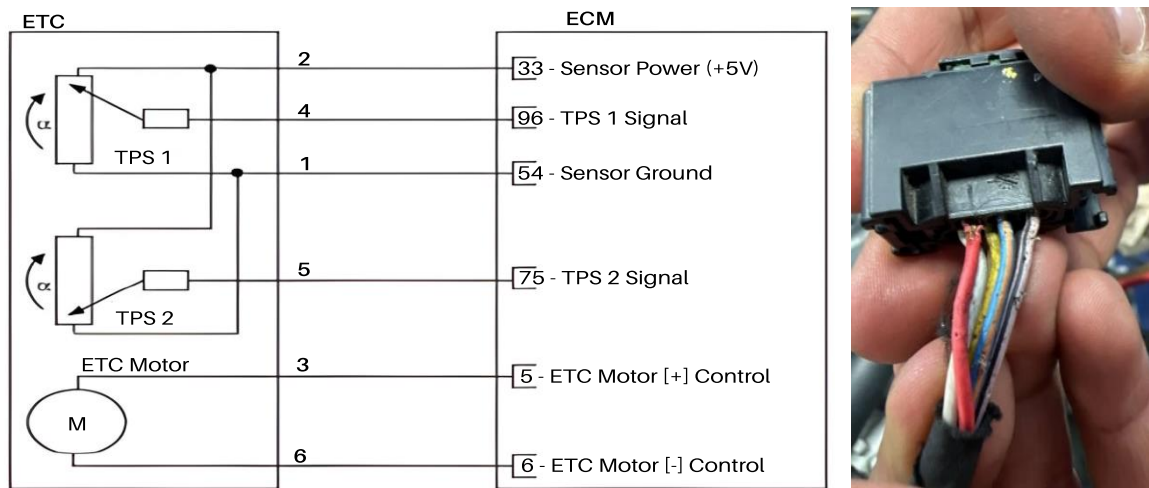 ETC
ECM
2
33 - Sensor Power (+5V)
4
96 - TPS 1 Signal
α
TPS 1
1
54 - Sensor Ground
5
75 - TPS 2 Signal
α
TPS 2
ETC Motor
3
5 - ETC Motor [+] Control
M
6
6 - ETC Motor [-] Control